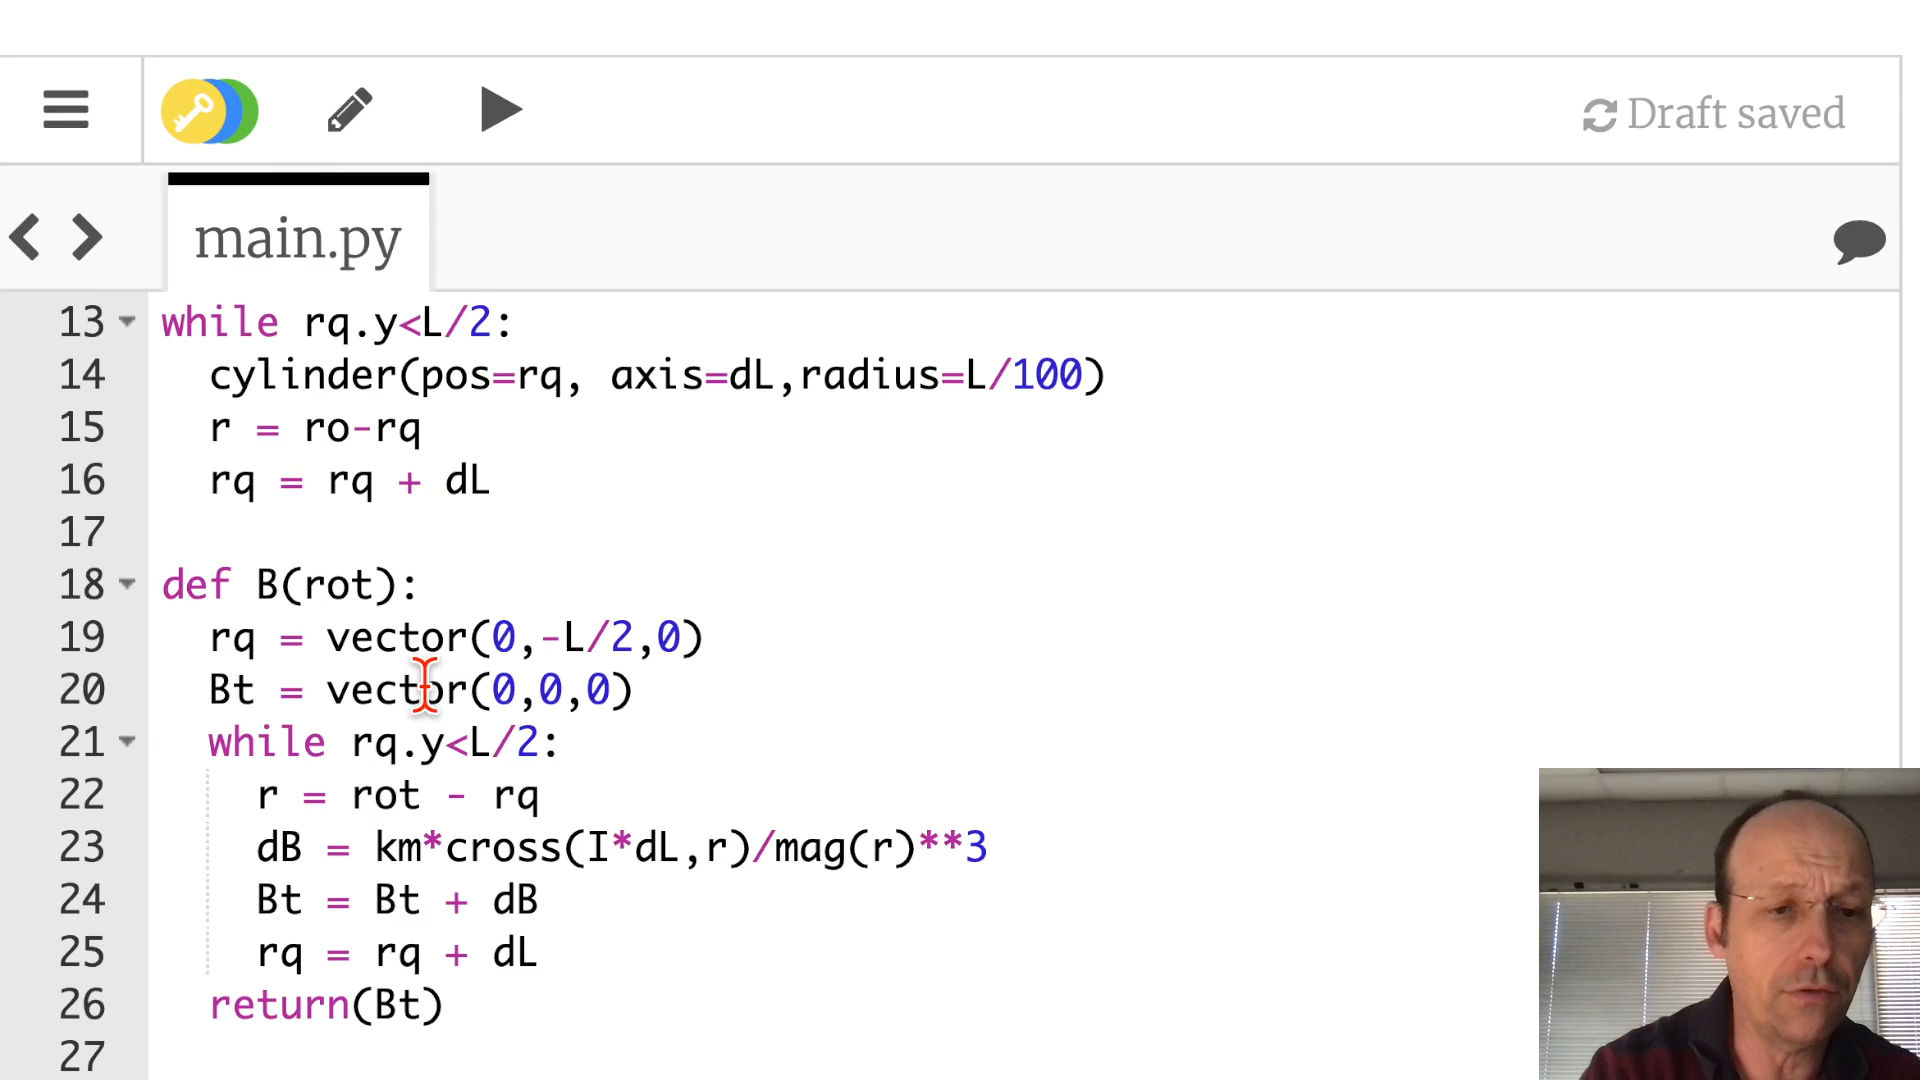 Draft saved
main.py
13 while rq.y<L/2:
14 cylinder(pos=rq, axis=dL,radius=L/100)
15 r = ro-rq
16 rq = rq + dL
17
18 def B(rot):
19 rq = vector(0,-L/2,0)
20 Bt = vector(0,0,0)
21 while rq.y<L/2:
22 r = rot - rq
23 dB = km*cross(I*dL,r)/mag(r)**3
24 Bt = Bt + dB
25 rq = rq + dL
26 return(Bt)
27